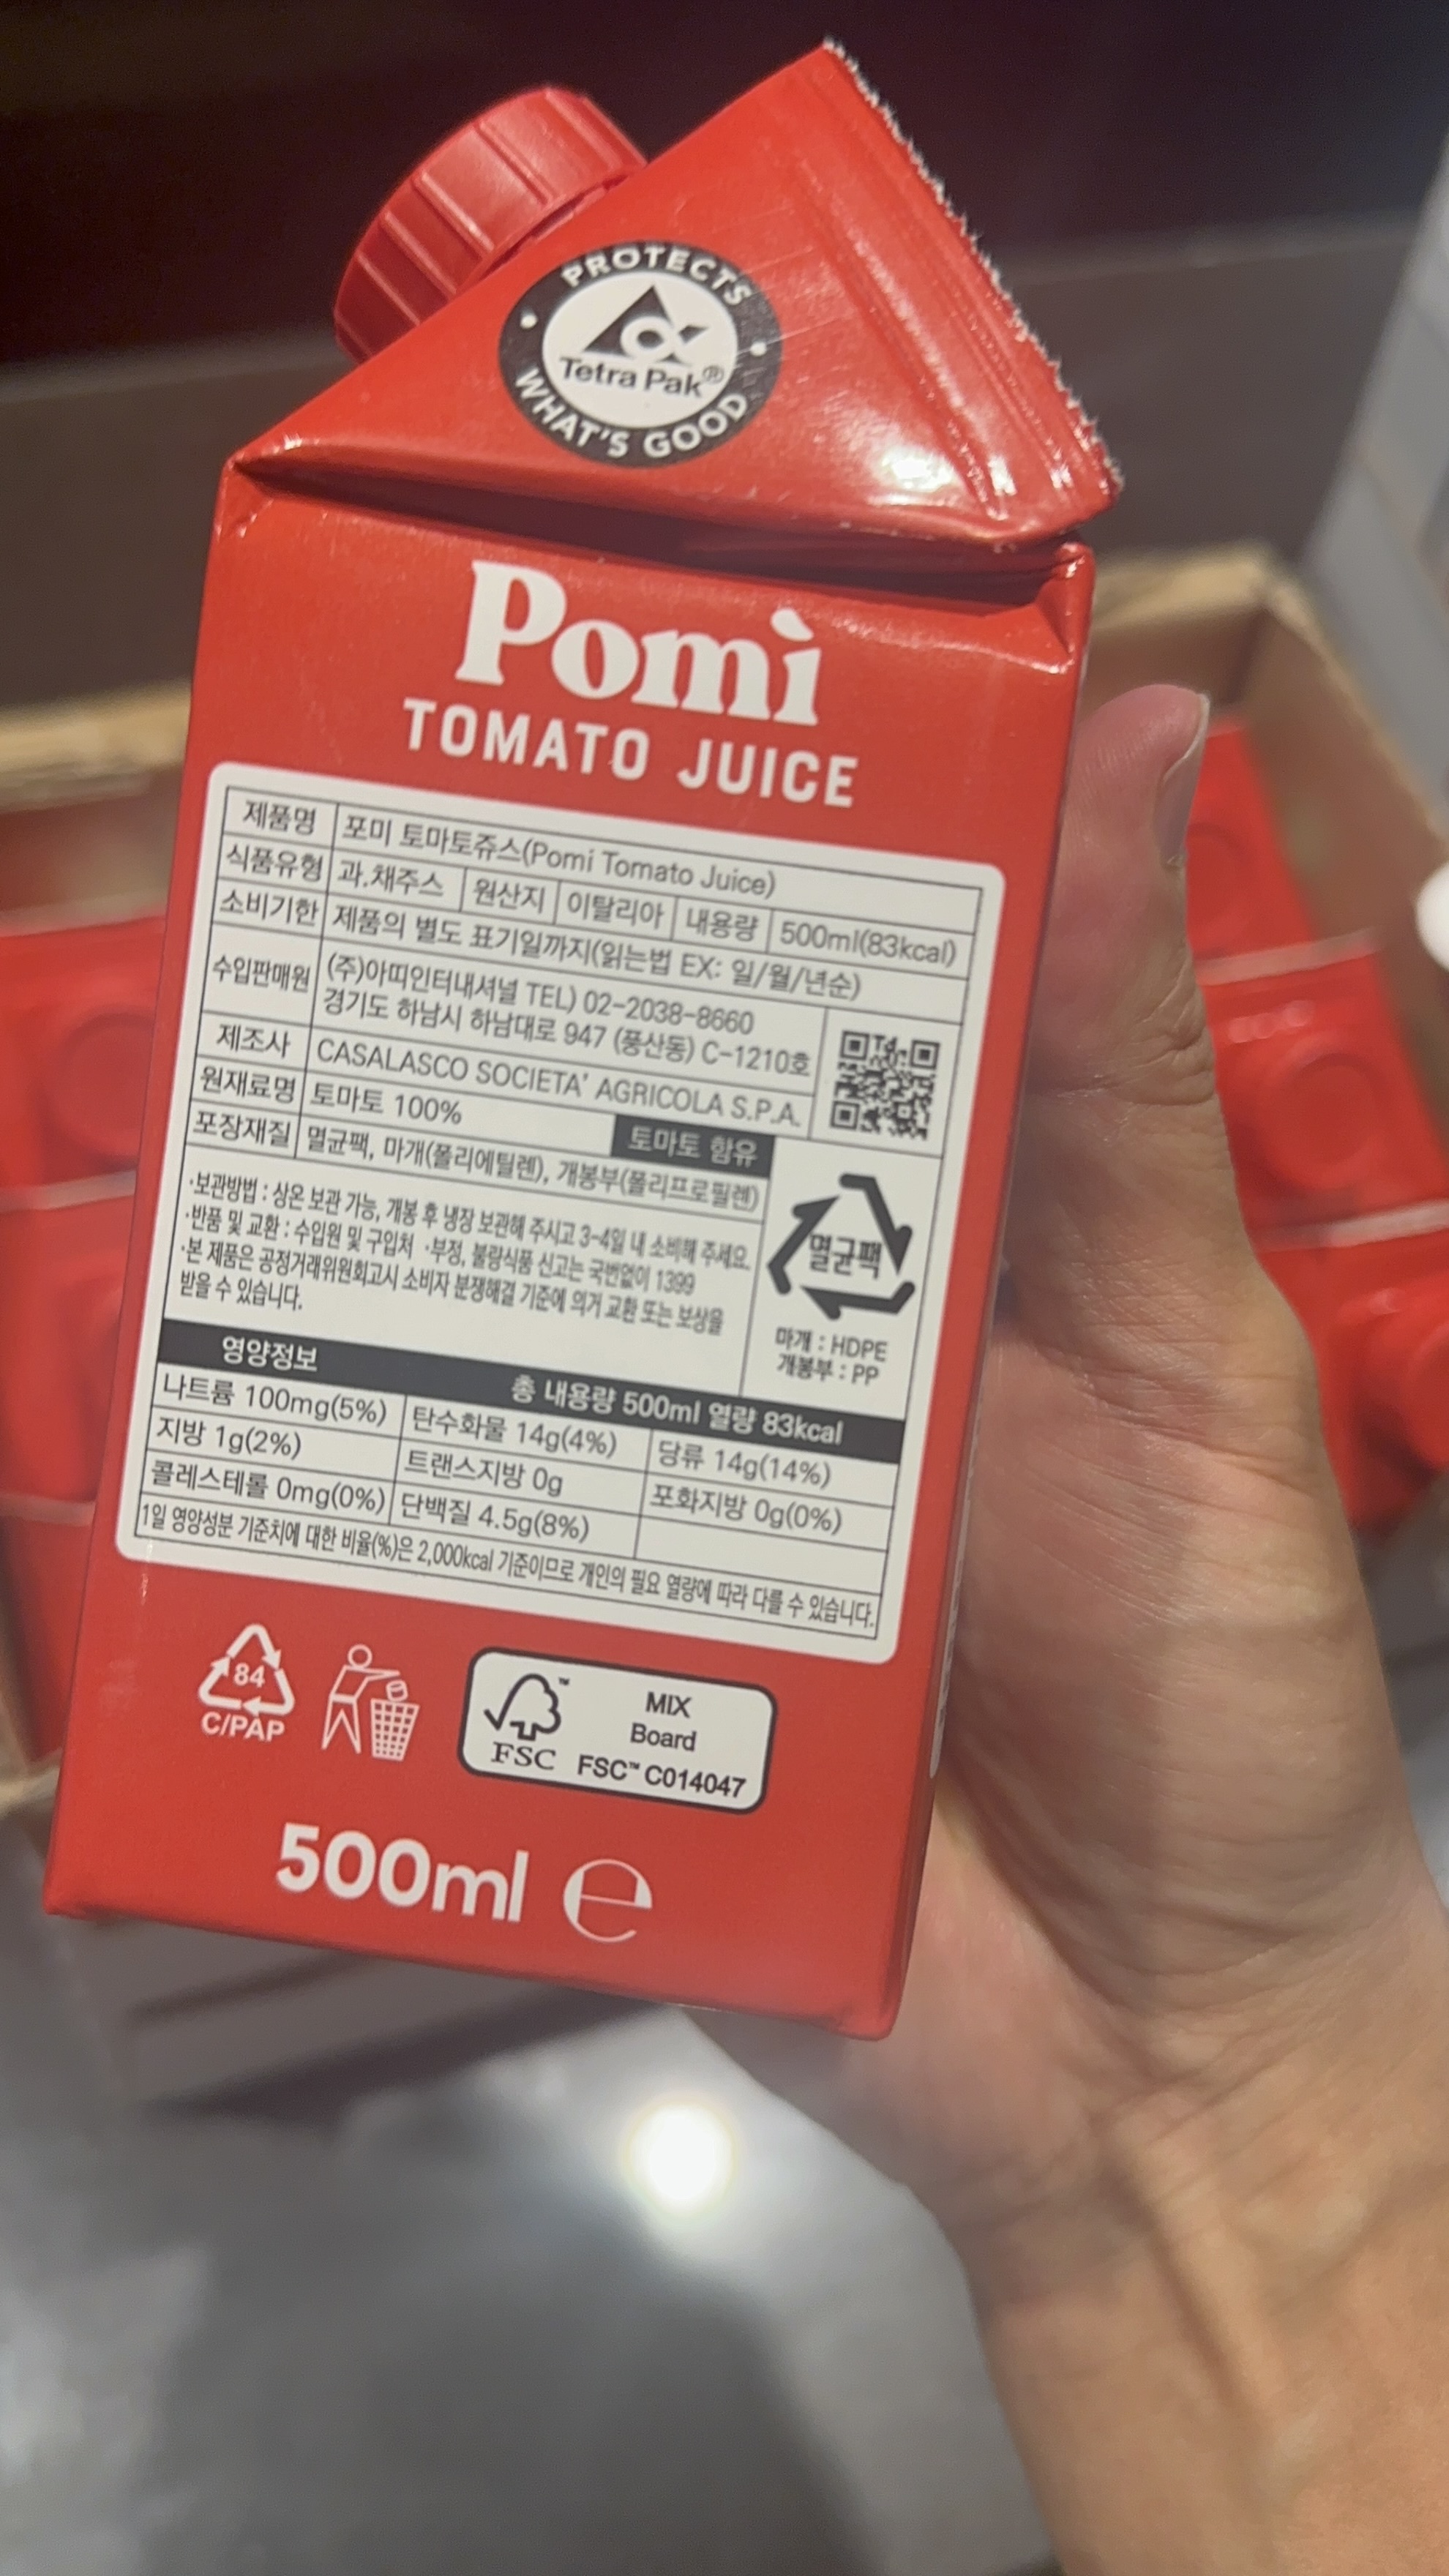 PROTECTS
Tetra Pak®
WHAT'S GOOD
Pomì
TOMATO JUICE
제품명 포미 토마토쥬스(Pomi Tomato Juice)
식품유형 과.채주스 원산지 이탈리아 내용량 500ml(83kcal)
소비기한 제품의 별도 표기일까지(읽는법 EX: 일/월/년순)
수입판매원 (주)아띠인터내셔널 TEL) 02-2038-8660
경기도 하남시 하남대로 947 (풍산동) C-1210호
제조사 CASALASCO SOCIETA' AGRICOLA S.P.A.
원재료명 토마토 100% 토마토 함유
포장재질 멸균팩, 마개(폴리에틸렌), 개봉부(폴리프로필렌)
·보관방법 : 상온 보관 가능, 개봉 후 냉장 보관해 주시고 3-4일 내 소비해 주세요.
·반품 및 교환 : 수입원 및 구입처 ·부정, 불량식품 신고는 국번없이 1399
·본 제품은 공정거래위원회고시 소비자 분쟁해결 기준에 의거 교환 또는 보상을
받을 수 있습니다.
멸균팩
마개 : HDPE
개봉부 : PP
영양정보 총 내용량 500ml 열량 83kcal
나트륨 100mg(5%) 탄수화물 14g(4%) 당류 14g(14%)
지방 1g(2%) 트랜스지방 0g 포화지방 0g(0%)
콜레스테롤 0mg(0%) 단백질 4.5g(8%)
1일 영양성분 기준치에 대한 비율(%)은 2,000kcal 기준이므로 개인의 필요 열량에 따라 다를 수 있습니다.
84
C/PAP
FSC™
MIX
Board
FSC™ C014047
500ml ℮